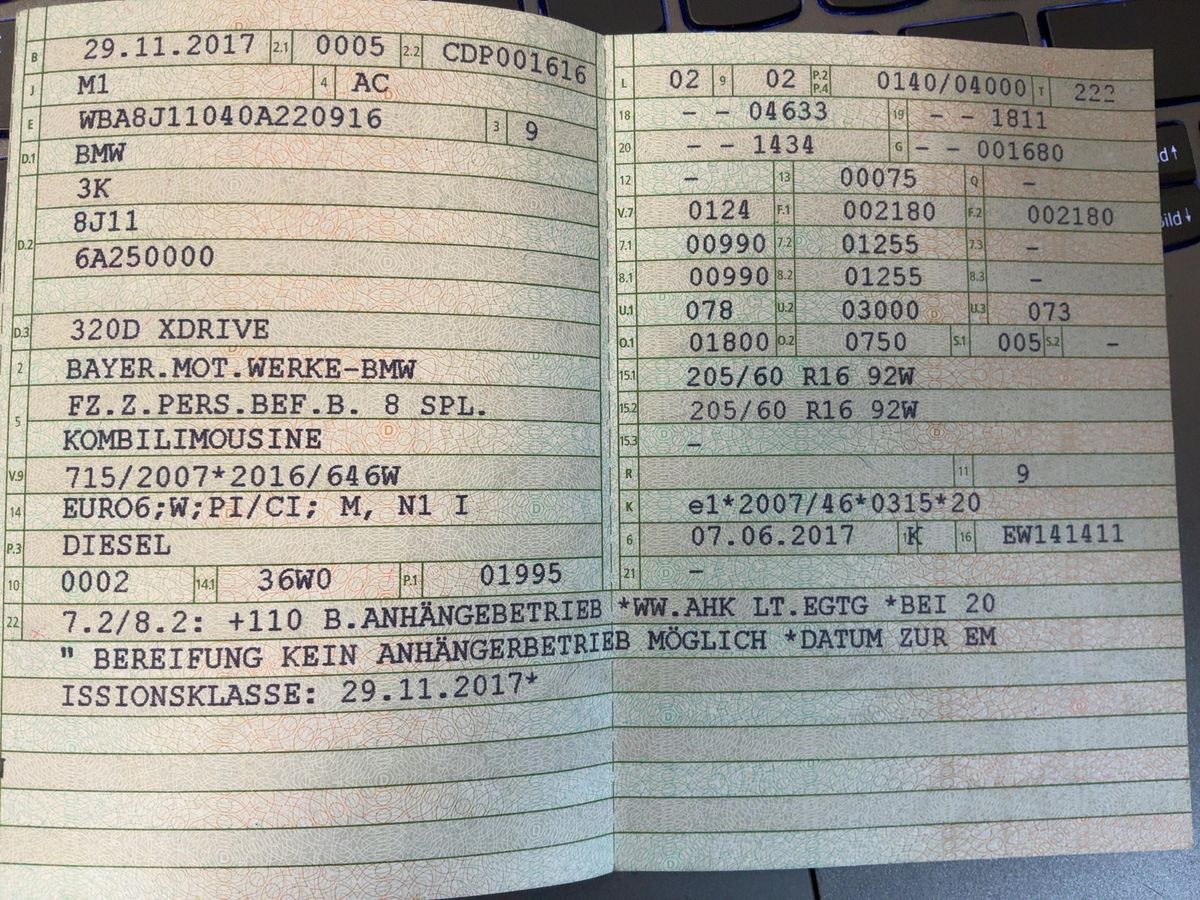 B 29.11.2017 2.1 0005 2.2 CDP001616
J M1 4 AC
E WBA8J11040A220916 3 9
D.1 BMW
3K
8J11
D.2
6A250000
D.3 320D XDRIVE
2 BAYER.MOT.WERKE-BMW
FZ.Z.PERS.BEF.B. 8 SPL.
5
KOMBILIMOUSINE
V.9 715/2007*2016/646W
14 EURO6;W;PI/CI; M, N1 I
P.3 DIESEL
10 0002 14.1 36W0 P.1 01995
L 02 9 02 P.2 P.4 0140/04000 T 222
18 - - 04633 19 - - 1811
20 - - 1434 G - - 001680
12 - 13 00075 Q -
V.7 0124 F.1 002180 F.2 002180
7.1 00990 7.2 01255 7.3 -
8.1 00990 8.2 01255 8.3 -
U.1 078 U.2 03000 U.3 073
O.1 01800 O.2 0750 S.1 005 S.2 -
15.1 205/60 R16 92W
15.2 205/60 R16 92W
15.3 -
R 11 9
K e1*2007/46*0315*20
6 07.06.2017 K 16 EW141411
21 -
22 7.2/8.2: +110 B.ANHÄNGEBETRIEB *WW.AHK LT.EGTG *BEI 20
" BEREIFUNG KEIN ANHÄNGERBETRIEB MÖGLICH *DATUM ZUR EM
ISSIONSKLASSE: 29.11.2017*